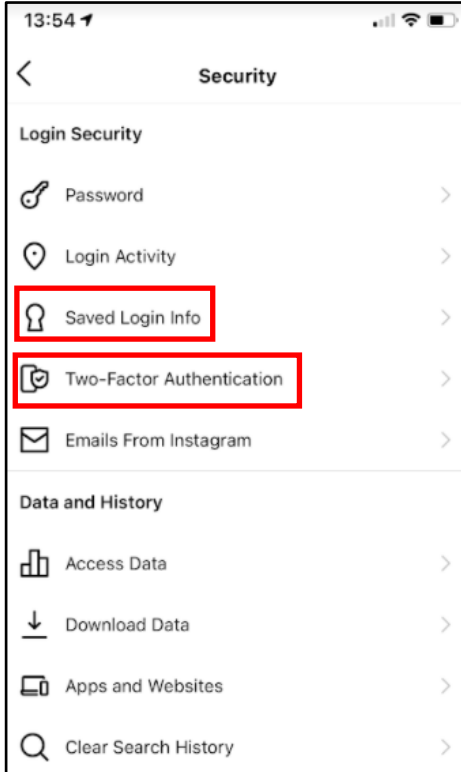 13:54
Security
Login Security
Password
Login Activity
Saved Login Info
Two-Factor Authentication
Emails From Instagram
Data and History
Access Data
Download Data
Apps and Websites
Clear Search History